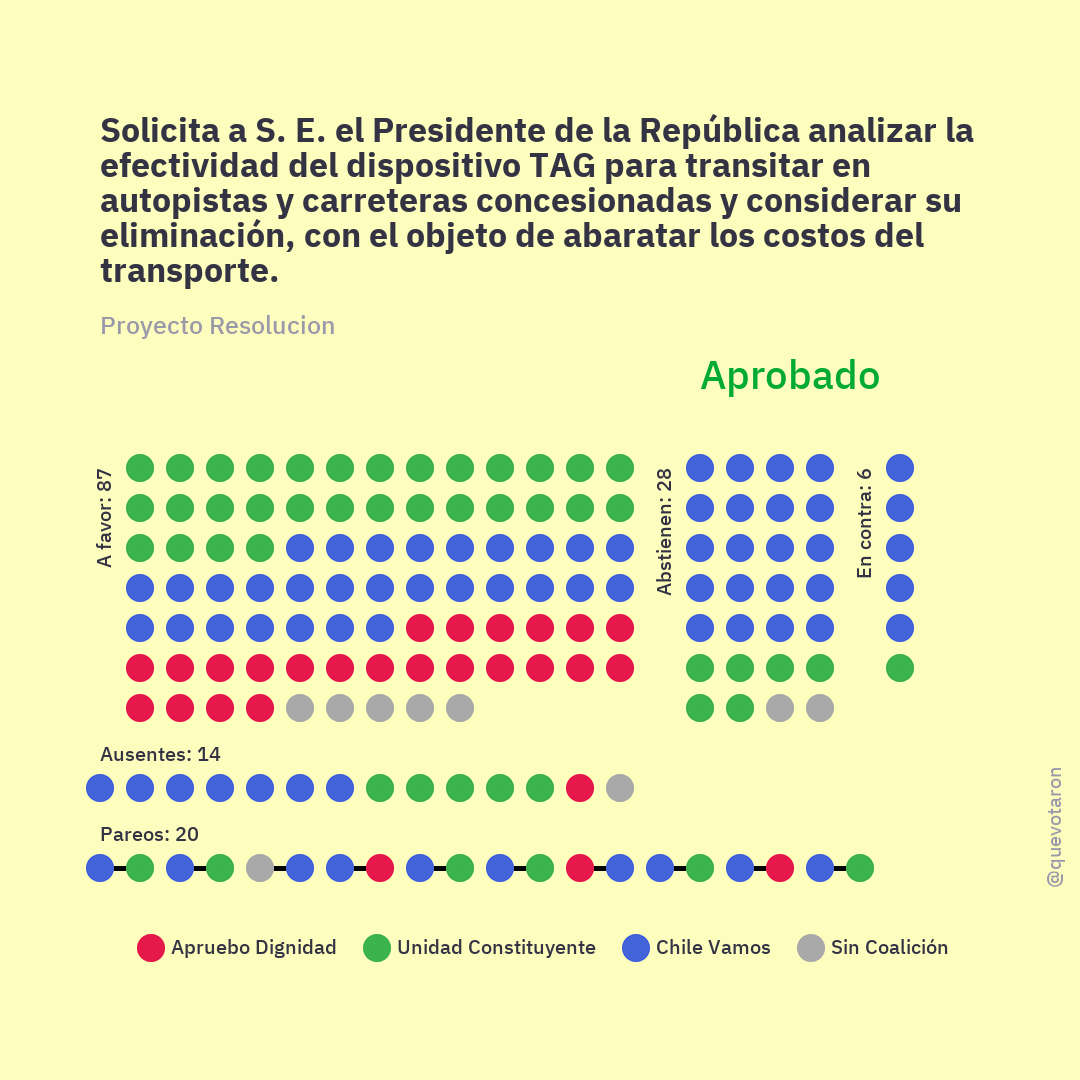 Solicita a S. E. el Presidente de la República analizar la
efectividad del dispositivo TAG para transitar en
autopistas y carreteras concesionadas y considerar su
eliminación, con el objeto de abaratar los costos del
transporte.
Proyecto Resolucion
Aprobado
A favor: 87
Abstienen: 28
En contra: 6
Ausentes: 14
Pareos: 20
@quevotaron
Apruebo Dignidad
Unidad Constituyente
Chile Vamos
Sin Coalición